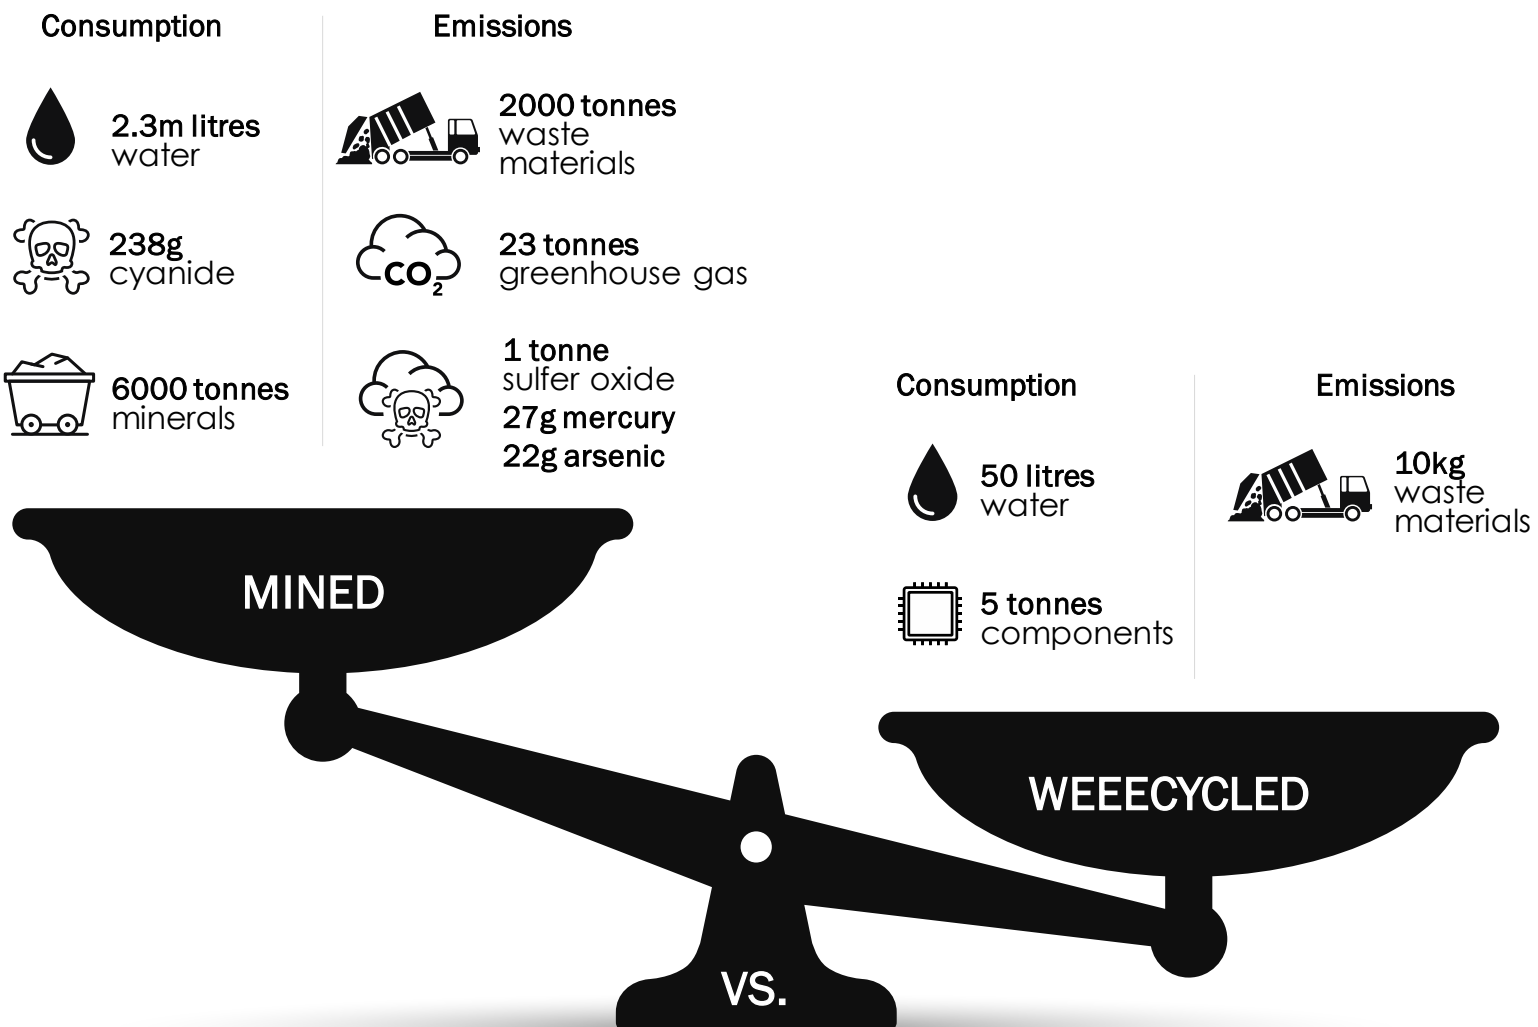 Consumption
2.3m litres
water
238g
cyanide
6000 tonnes
minerals
Emissions
2000 tonnes
waste
materials
CO2
23 tonnes
greenhouse gas
1 tonne
sulfer oxide
27g mercury
22g arsenic
MINED
Consumption
50 litres
water
5 tonnes
components
Emissions
10kg
waste
materials
WEEECYCLED
VS.